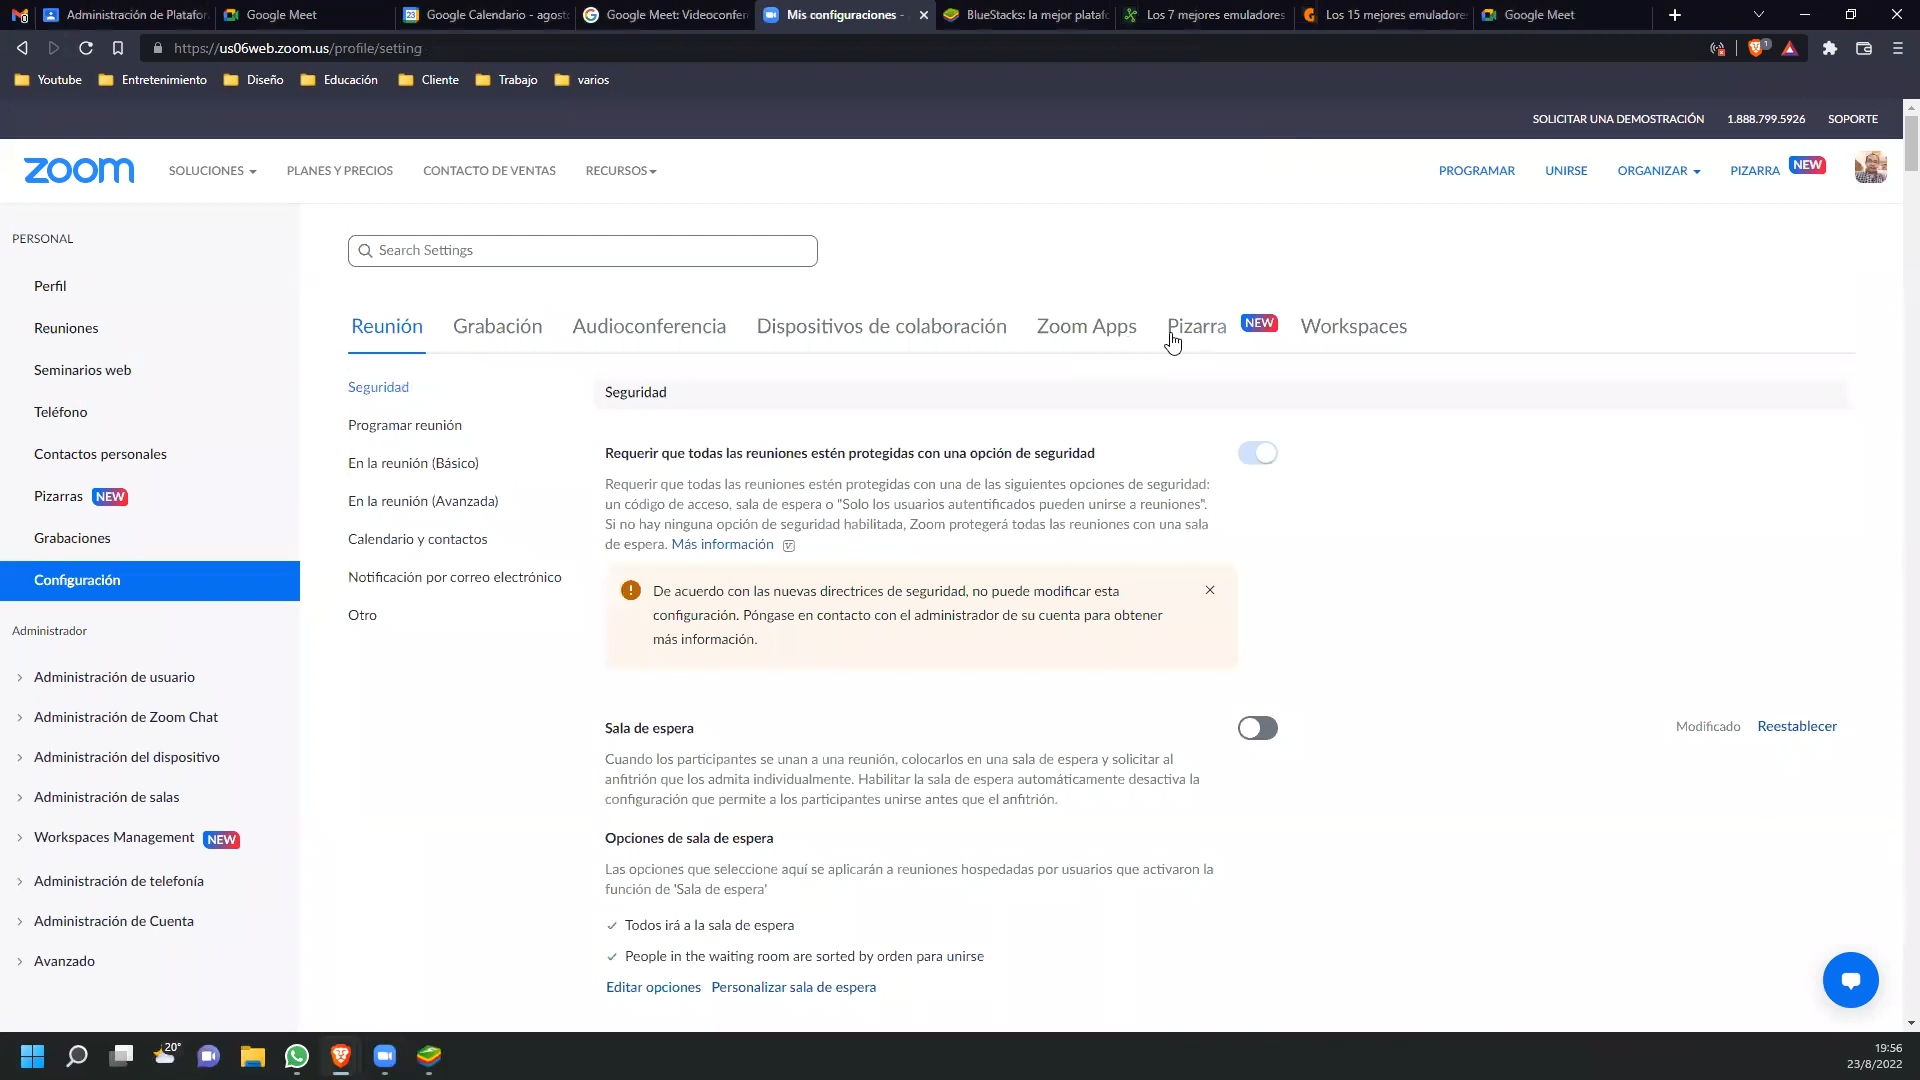 Administración de Platafor
Google Meet
Google Calendario - agost
Google Meet: Videoconfer
Mis configuraciones -
BlueStacks: la mejor plataf
Los 7 mejores emuladores
Los 15 mejores emuladore
Google Meet
https://us06web.zoom.us/profile/setting
Youtube
Entretenimiento
Diseño
Educación
Cliente
Trabajo
varios
SOLICITAR UNA DEMOSTRACIÓN
1.888.799.5926
SOPORTE
zoom
SOLUCIONES
PLANES Y PRECIOS
CONTACTO DE VENTAS
RECURSOS
PROGRAMAR
UNIRSE
ORGANIZAR
PIZARRA
NEW
PERSONAL
Perfil
Reuniones
Seminarios web
Teléfono
Contactos personales
Pizarras NEW
Grabaciones
Configuración
Administrador
Administración de usuario
Administración de Zoom Chat
Administración del dispositivo
Administración de salas
Workspaces Management NEW
Administración de telefonía
Administración de Cuenta
Avanzado
Search Settings
Reunión
Grabación
Audioconferencia
Dispositivos de colaboración
Zoom Apps
Pizarra NEW
Workspaces
Seguridad
Programar reunión
En la reunión (Básico)
En la reunión (Avanzada)
Calendario y contactos
Notificación por correo electrónico
Otro
Seguridad
Requerir que todas las reuniones estén protegidas con una opción de seguridad
Requerir que todas las reuniones estén protegidas con una de las siguientes opciones de seguridad:
un código de acceso, sala de espera o "Solo los usuarios autentificados pueden unirse a reuniones".
Si no hay ninguna opción de seguridad habilitada, Zoom protegerá todas las reuniones con una sala
de espera. Más información
De acuerdo con las nuevas directrices de seguridad, no puede modificar esta
configuración. Póngase en contacto con el administrador de su cuenta para obtener
más información.
Sala de espera
Modificado Reestablecer
Cuando los participantes se unan a una reunión, colocarlos en una sala de espera y solicitar al
anfitrión que los admita individualmente. Habilitar la sala de espera automáticamente desactiva la
configuración que permite a los participantes unirse antes que el anfitrión.
Opciones de sala de espera
Las opciones que seleccione aquí se aplicarán a reuniones hospedadas por usuarios que activaron la
función de 'Sala de espera'
Todos irá a la sala de espera
People in the waiting room are sorted by orden para unirse
Editar opciones Personalizar sala de espera
20°
19:56
23/8/2022